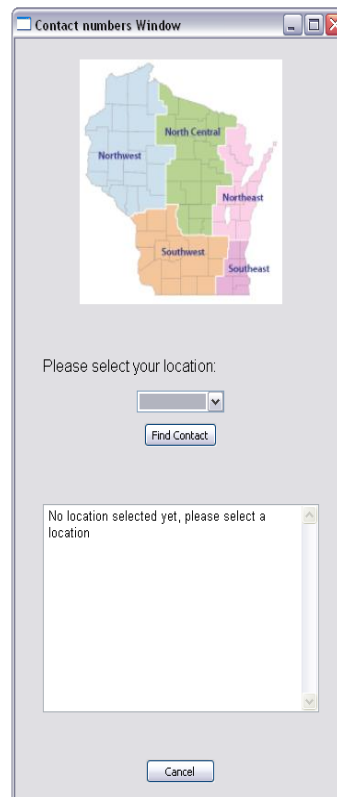 Contact numbers Window
North Central
Northwest
Northeast
Southwest
Southeast
Please select your location:
Find Contact
No location selected yet, please select a
location
Cancel